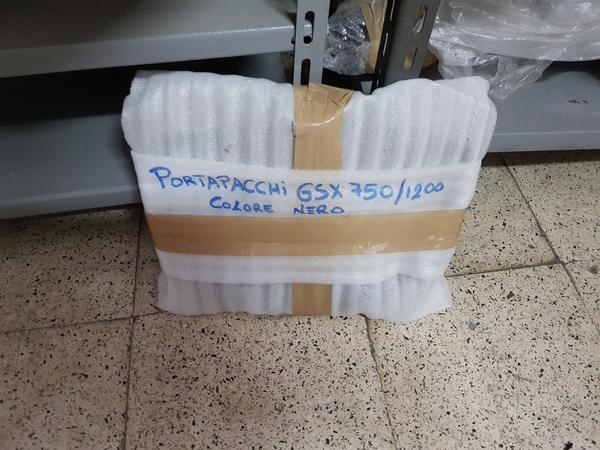 PORTAPACCHI GSX 750/1200
COLORE NERO